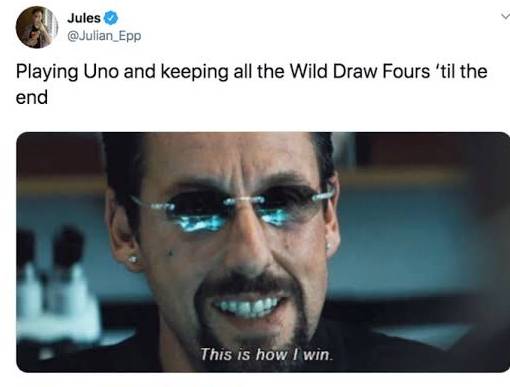 Jules
@Julian_Epp
Playing Uno and keeping all the Wild Draw Fours ‘til the
end
This is how I win.